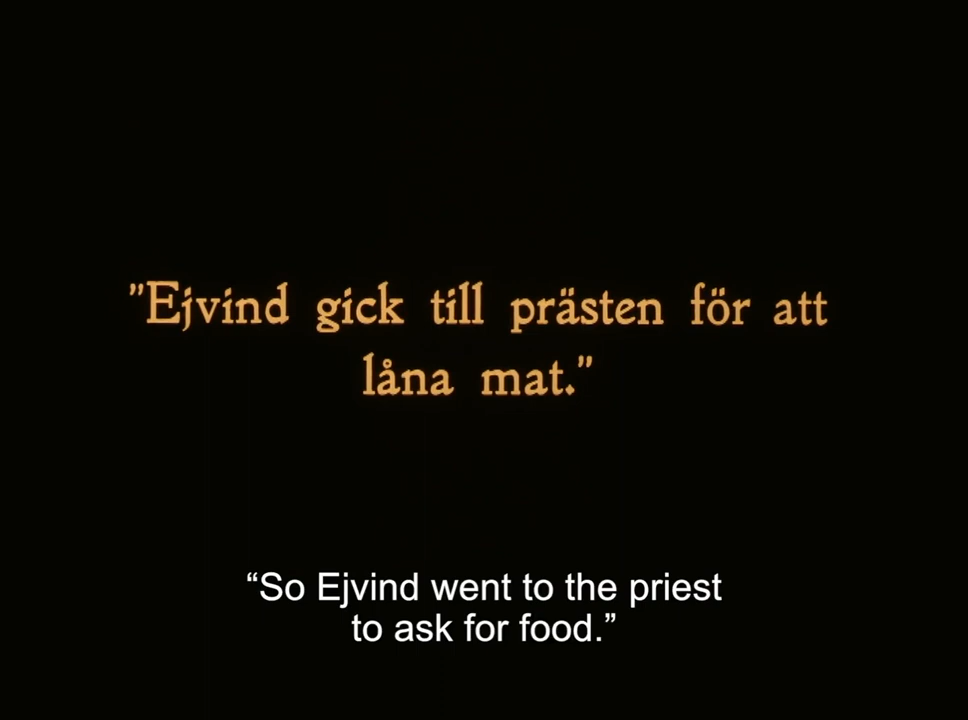 "Ejvind gick till prästen för att
låna mat."
“So Ejvind went to the priest
to ask for food.”